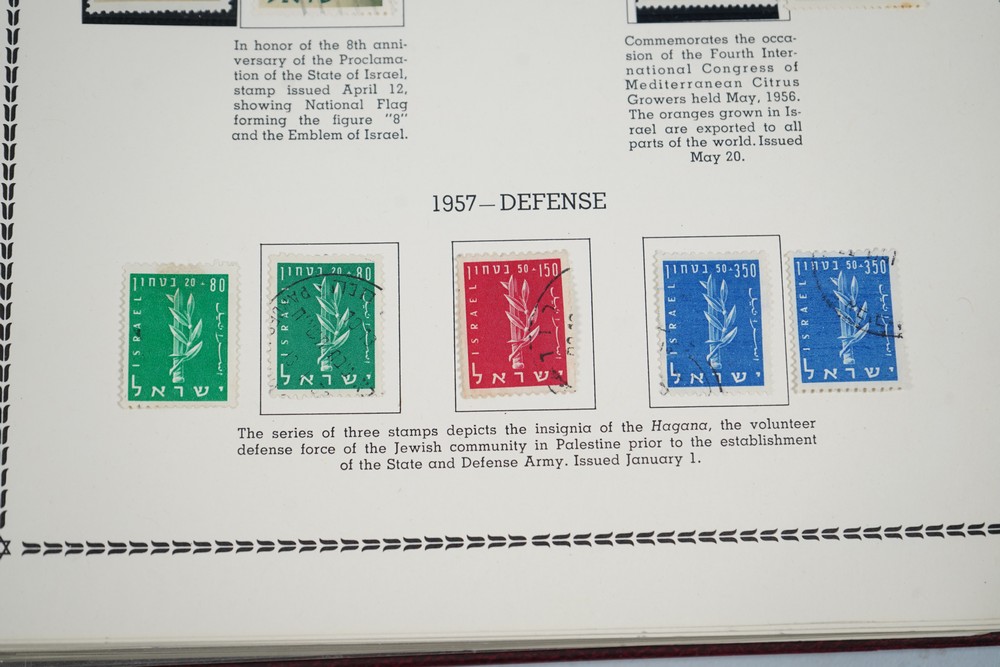 In honor of the 8th anni-
versary of the Proclama-
tion of the State of Israel,
stamp issued April 12,
showing National Flag
forming the figure "8"
and the Emblem of Israel.
Commemorates the occa-
sion of the Fourth Inter-
national Congress of
Mediterranean Citrus
Growers held May, 1956.
The oranges grown in Is-
rael are exported to all
parts of the world. Issued
May 20.
1957—DEFENSE
בטחון 20+80
ISRAEL
ישראל
בטחון 20+80
ISRAEL
ישראל
בטחון 50+150
ISRAEL
ישראל
בטחון 50+350
ISRAEL
ישראל
בטחון 50+350
ISRAEL
ישראל
The series of three stamps depicts the insignia of the Hagana, the volunteer
defense force of the Jewish community in Palestine prior to the establishment
of the State and Defense Army. Issued January 1.